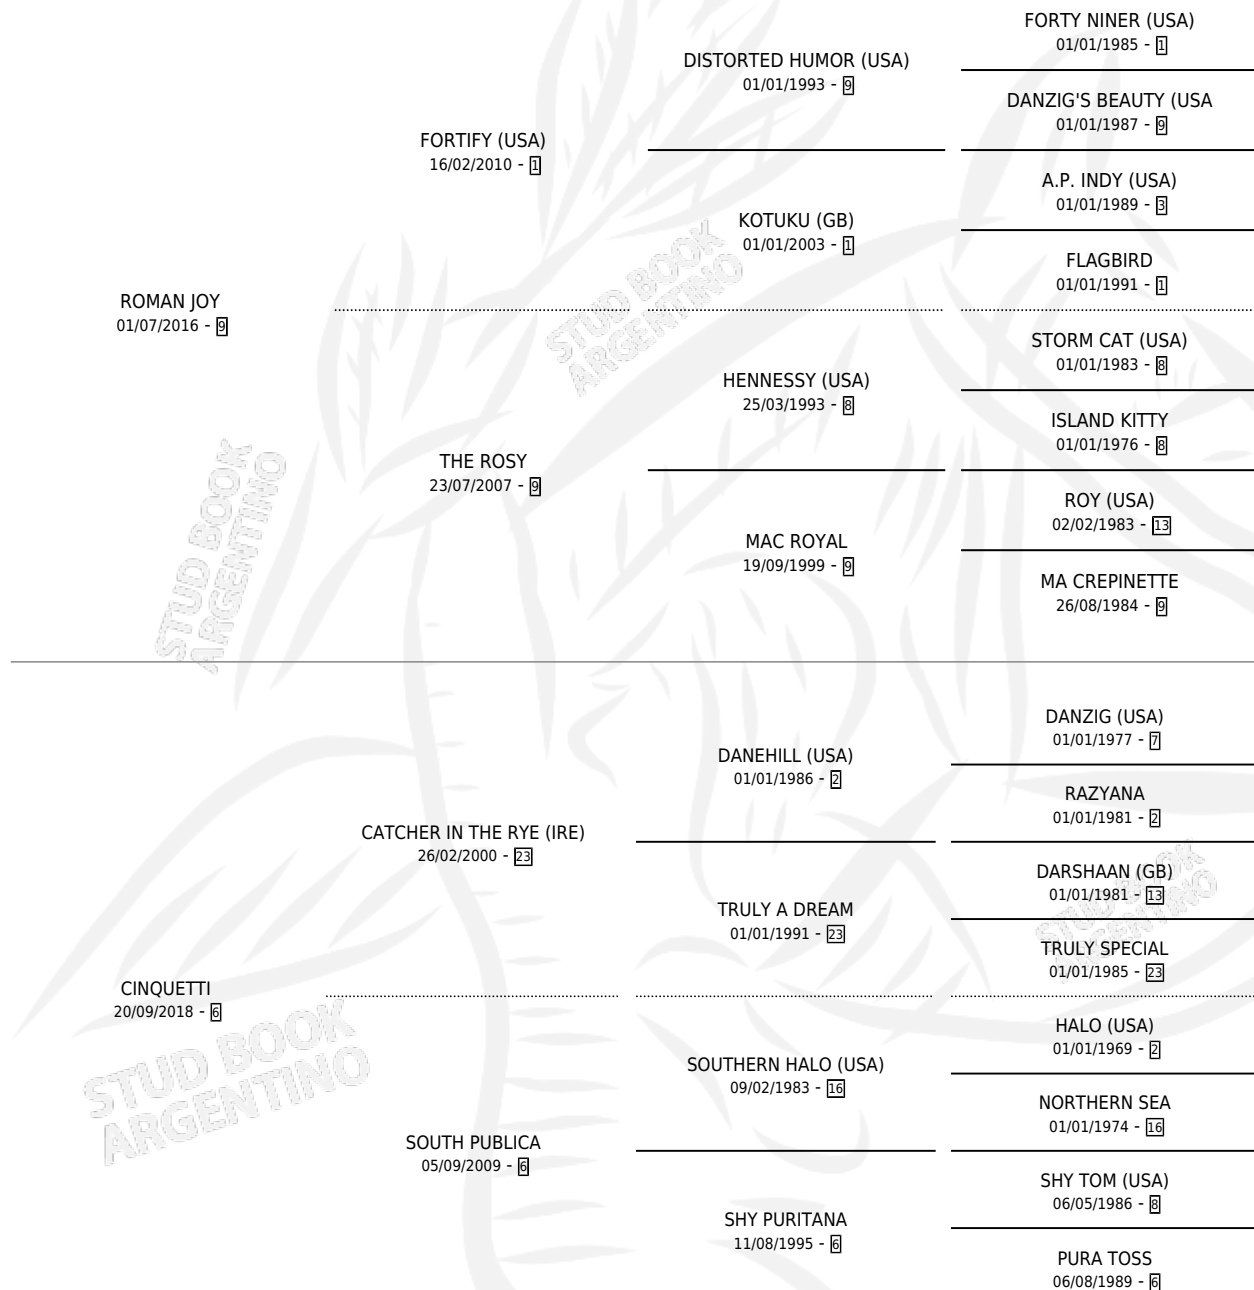 FORTY NINER (USA)
01/01/1985 - 1
DISTORTED HUMOR (USA)
01/01/1993 - 9
DANZIG'S BEAUTY (USA
01/01/1987 - 9
FORTIFY (USA)
16/02/2010 - 1
A.P. INDY (USA)
01/01/1989 - 3
KOTUKU (GB)
01/01/2003 - 1
FLAGBIRD
01/01/1991 - 1
ROMAN JOY
01/07/2016 - 9
STUD BOOK
ARGENTINO
STORM CAT (USA)
01/01/1983 - 8
HENNESSY (USA)
25/03/1993 - 8
ISLAND KITTY
01/01/1976 - 8
THE ROSY
23/07/2007 - 9
ROY (USA)
02/02/1983 - 13
MAC ROYAL
19/09/1999 - 9
MA CREPINETTE
26/08/1984 - 9
STUD BOOK
ARGENTINO
DANZIG (USA)
01/01/1977 - 7
DANEHILL (USA)
01/01/1986 - 2
RAZYANA
01/01/1981 - 2
CATCHER IN THE RYE (IRE)
26/02/2000 - 23
DARSHAAN (GB)
01/01/1981 - 13
TRULY A DREAM
01/01/1991 - 23
STUD BOOK
ARGENTINO
TRULY SPECIAL
01/01/1985 - 23
CINQUETTI
20/09/2018 - 6
STUD BOOK
ARGENTINO
HALO (USA)
01/01/1969 - 2
SOUTHERN HALO (USA)
09/02/1983 - 16
NORTHERN SEA
01/01/1974 - 16
SOUTH PUBLICA
05/09/2009 - 6
SHY TOM (USA)
06/05/1986 - 8
SHY PURITANA
11/08/1995 - 6
PURA TOSS
06/08/1989 - 6